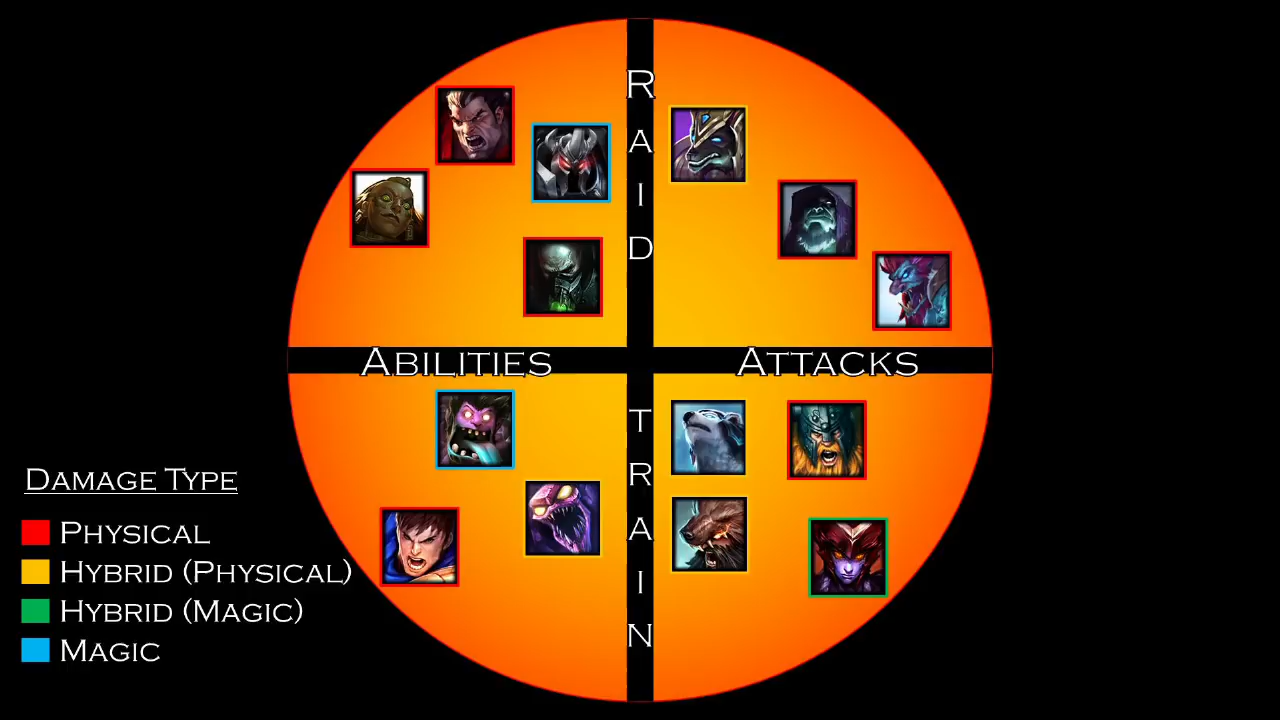 RAID
ABILITIES
ATTACKS
TRAIN
DAMAGE TYPE
PHYSICAL
HYBRID (PHYSICAL)
HYBRID (MAGIC)
MAGIC